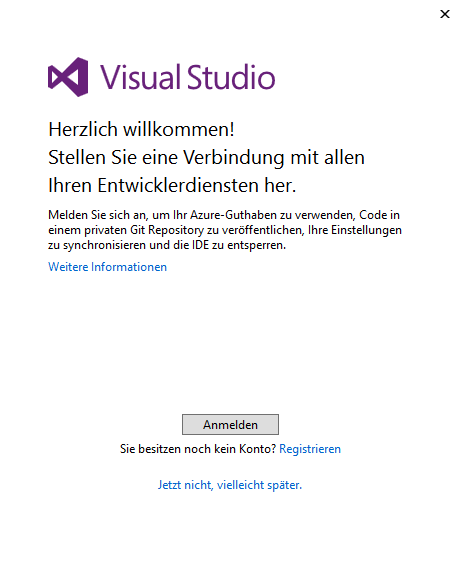 Visual Studio
Herzlich willkommen!
Stellen Sie eine Verbindung mit allen
Ihren Entwicklerdiensten her.
Melden Sie sich an, um Ihr Azure-Guthaben zu verwenden, Code in
einem privaten Git Repository zu veröffentlichen, Ihre Einstellungen
zu synchronisieren und die IDE zu entsperren.
Weitere Informationen
Anmelden
Sie besitzen noch kein Konto? Registrieren
Jetzt nicht, vielleicht später.